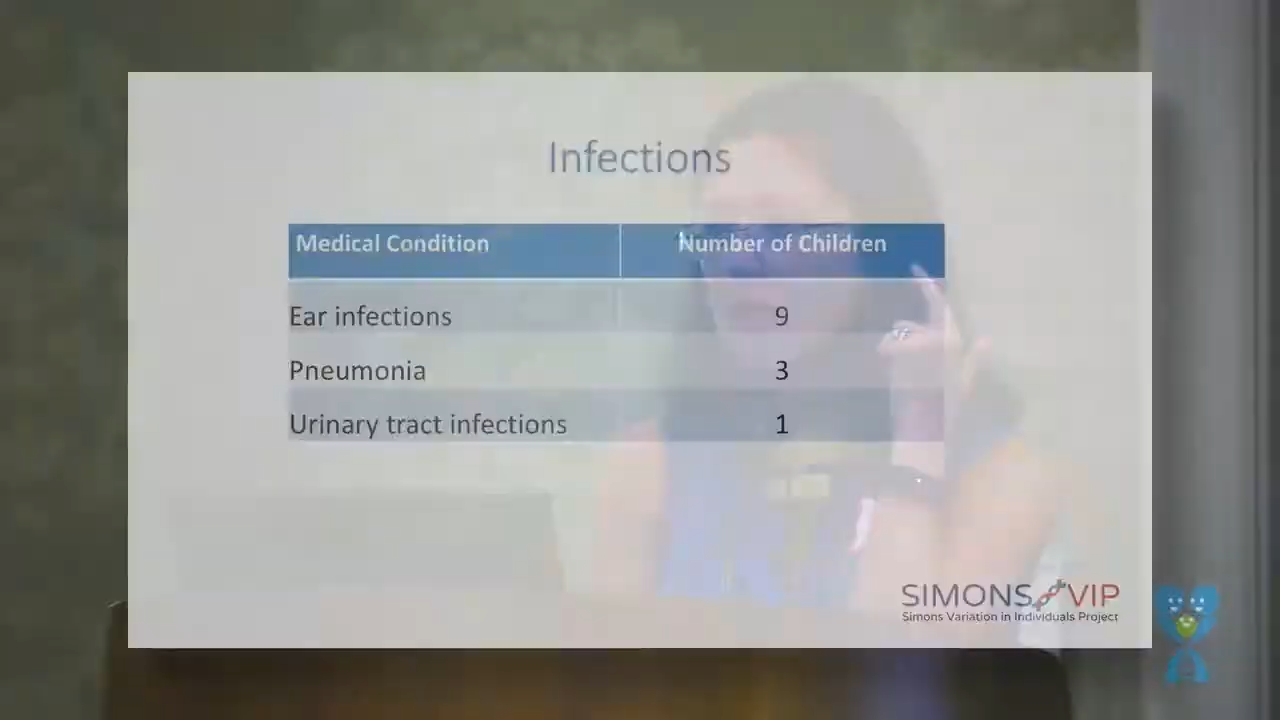 Infections
Medical Condition Number of Children
Ear infections 9
Pneumonia 3
Urinary tract infections 1
SIMONS VIP
Simons Variation in Individuals Project